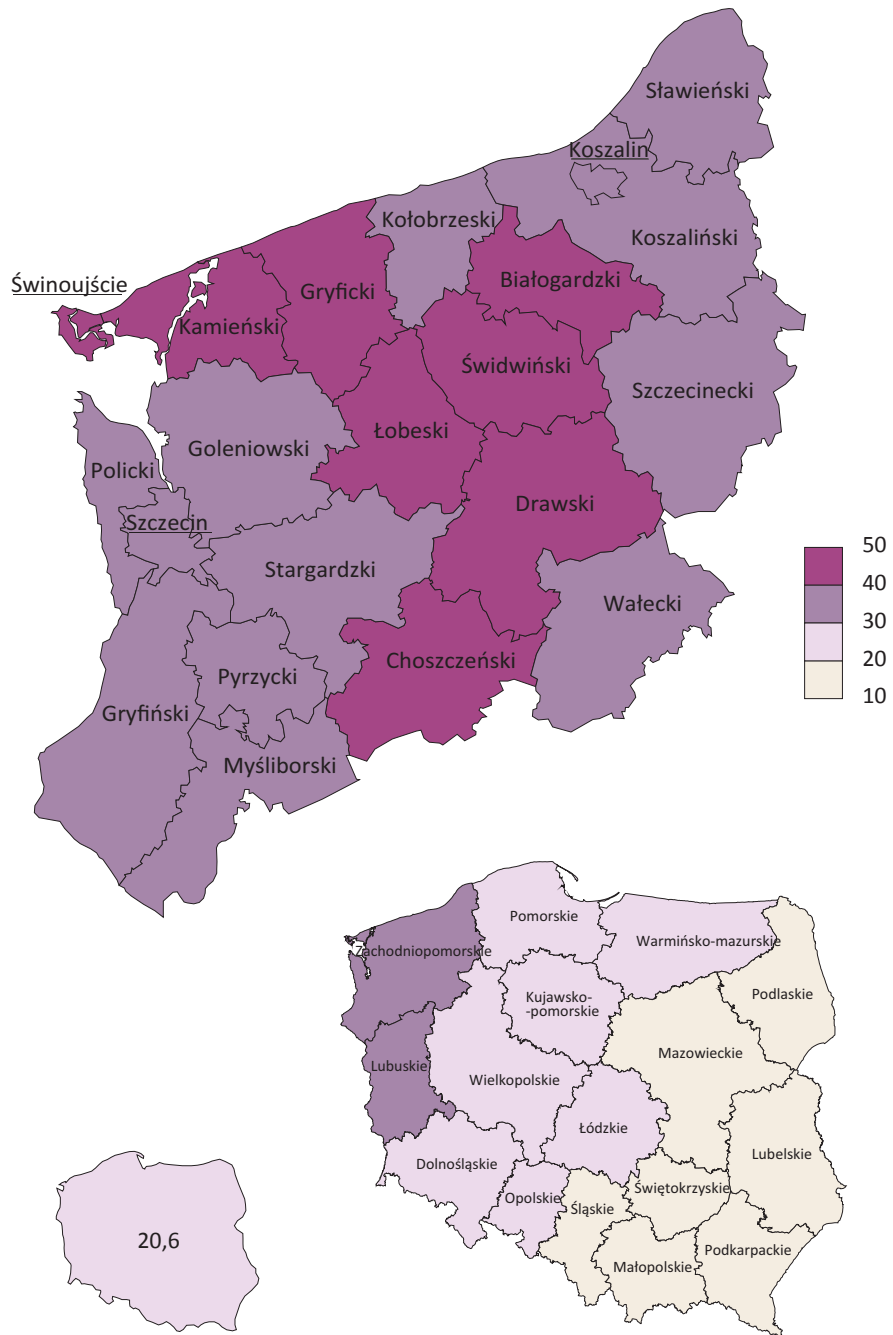 Sławieński
Koszalin
Kołobrzeski
Koszaliński
Białogardzki
Świnoujście
Gryficki
Kamieński
Świdwiński
Szczecinecki
Łobeski
Goleniowski
Policki
Drawski
Szczecin
Stargardzki
Wałecki
Choszczeński
Pyrzycki
Gryfiński
Myśliborski
50
40
30
20
10
Pomorskie
Warmińsko-mazurskie
Zachodniopomorskie
Kujawsko-
-pomorskie
Podlaskie
Mazowieckie
Lubuskie
Wielkopolskie
Łódzkie
Lubelskie
Dolnośląskie
Opolskie
Świętokrzyskie
Śląskie
Podkarpackie
Małopolskie
20,6